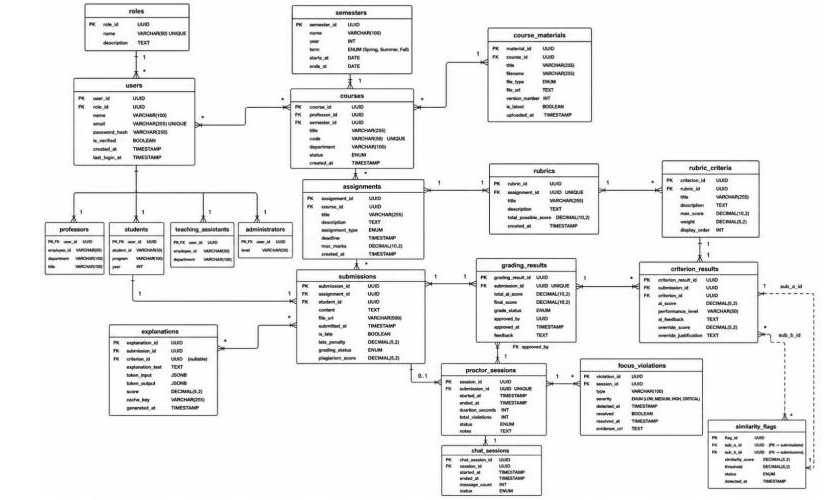 roles
PK role_id UUID
name VARCHAR(50) UNIQUE
description TEXT
semesters
PK semester_id UUID
name VARCHAR(100)
year INT
term ENUM (Spring, Summer, Fall)
starts_at DATE
ends_at DATE
course_materials
PK material_id UUID
FK course_id UUID
title VARCHAR(255)
filename VARCHAR(255)
file_type ENUM
file_url TEXT
version_number INT
is_latest BOOLEAN
uploaded_at TIMESTAMP
users
PK user_id UUID
FK role_id UUID
name VARCHAR(100)
email VARCHAR(255) UNIQUE
password_hash VARCHAR(255)
is_verified BOOLEAN
created_at TIMESTAMP
last_login_at TIMESTAMP
courses
PK course_id UUID
FK professor_id UUID
FK semester_id UUID
title VARCHAR(255)
code VARCHAR(50) UNIQUE
department VARCHAR(100)
status ENUM
created_at TIMESTAMP
assignments
PK assignment_id UUID
FK course_id UUID
title VARCHAR(255)
description TEXT
assignment_type ENUM
deadline TIMESTAMP
max_marks DECIMAL(10,2)
created_at TIMESTAMP
rubrics
PK rubric_id UUID
FK assignment_id UUID UNIQUE
title VARCHAR(255)
description TEXT
total_possible_score DECIMAL(10,2)
created_at TIMESTAMP
rubric_criteria
PK criterion_id UUID
FK rubric_id UUID
title VARCHAR(255)
description TEXT
max_score DECIMAL(10,2)
weight DECIMAL(5,2)
display_order INT
professors
PK,FK user_id UUID
employee_id VARCHAR(50)
department VARCHAR(100)
title VARCHAR(100)
students
PK,FK user_id UUID
student_id VARCHAR(50)
program VARCHAR(100)
year INT
teaching_assistants
PK,FK user_id UUID
employee_id VARCHAR(50)
department VARCHAR(100)
administrators
PK,FK user_id UUID
level VARCHAR(50)
submissions
PK submission_id UUID
FK assignment_id UUID
FK student_id UUID
content TEXT
file_url VARCHAR(500)
submitted_at TIMESTAMP
is_late BOOLEAN
late_penalty DECIMAL(5,2)
grading_status ENUM
plagiarism_score DECIMAL(5,2)
grading_results
PK grading_result_id UUID
FK submission_id UUID UNIQUE
total_ai_score DECIMAL(10,2)
final_score DECIMAL(10,2)
grade_status ENUM
approved_by UUID
approved_at TIMESTAMP
feedback TEXT
FK approved_by
criterion_results
PK criterion_result_id UUID
FK submission_id UUID
FK criterion_id UUID
ai_score DECIMAL(5,2)
performance_level VARCHAR(50)
ai_feedback TEXT
override_score DECIMAL(5,2)
override_justification TEXT
sub_a_id
sub_b_id
explanations
PK explanation_id UUID
FK submission_id UUID
FK criterion_id UUID (nullable)
explanation_text TEXT
token_input JSONB
token_output JSONB
score DECIMAL(5,2)
cache_key VARCHAR(255)
generated_at TIMESTAMP
0..1
proctor_sessions
PK session_id UUID
FK submission_id UUID UNIQUE
started_at TIMESTAMP
ended_at TIMESTAMP
duartion_seconds INT
total_violations INT
status ENUM
notes TEXT
focus_violations
PK violation_id UUID
FK session_id UUID
type VARCHAR(100)
severity ENUM (LOW, MEDIUM, HIGH, CRITICAL)
detected_at TIMESTAMP
resolved BOOLEAN
resolved_at TIMESTAMP
evidence_url TEXT
chat_sessions
PK chat_session_id UUID
FK session_id UUID
started_at TIMESTAMP
ended_at TIMESTAMP
message_count INT
status ENUM
similarity_flags
PK flag_id UUID
FK sub_a_id UUID (FK → submissions)
FK sub_b_id UUID (FK → submissions)
similarity_score DECIMAL(5,2)
threshold DECIMAL(5,2)
status ENUM
detected_at TIMESTAMP